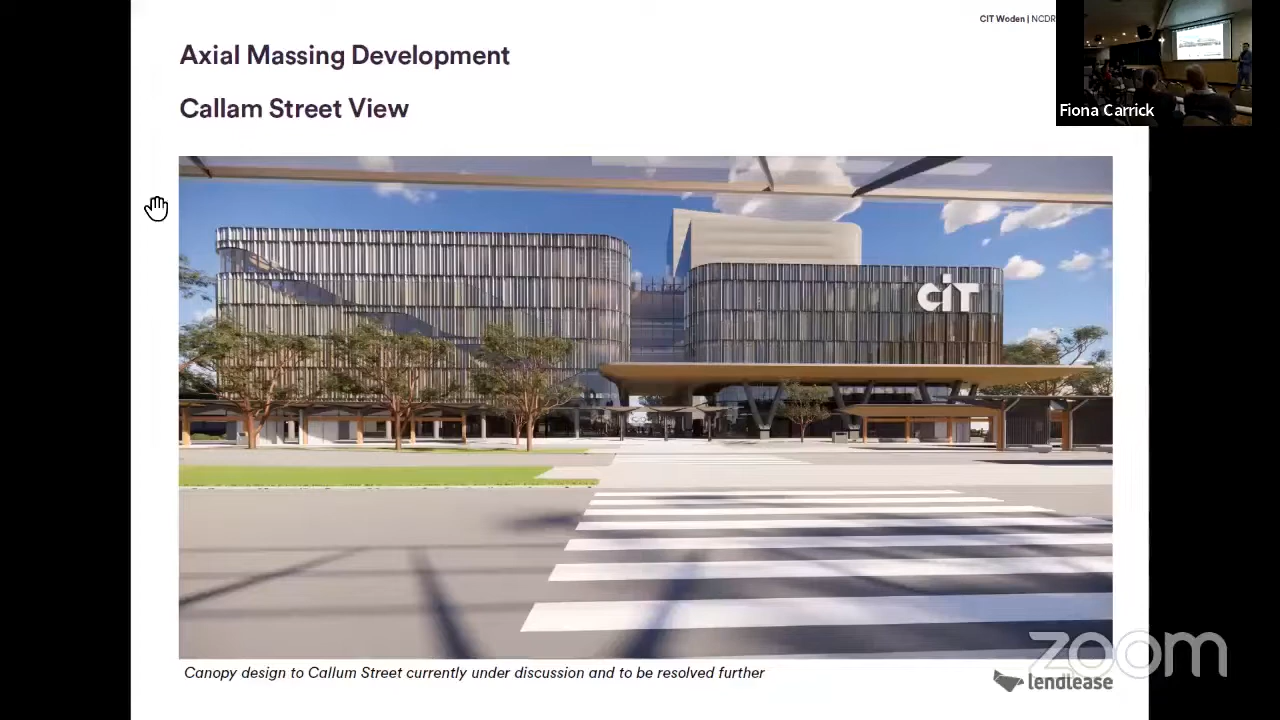 CIT Woden | NCDR
Axial Massing Development
Callam Street View
Fiona Carrick
CiT
Canopy design to Callum Street currently under discussion and to be resolved further
zoom
lendlease